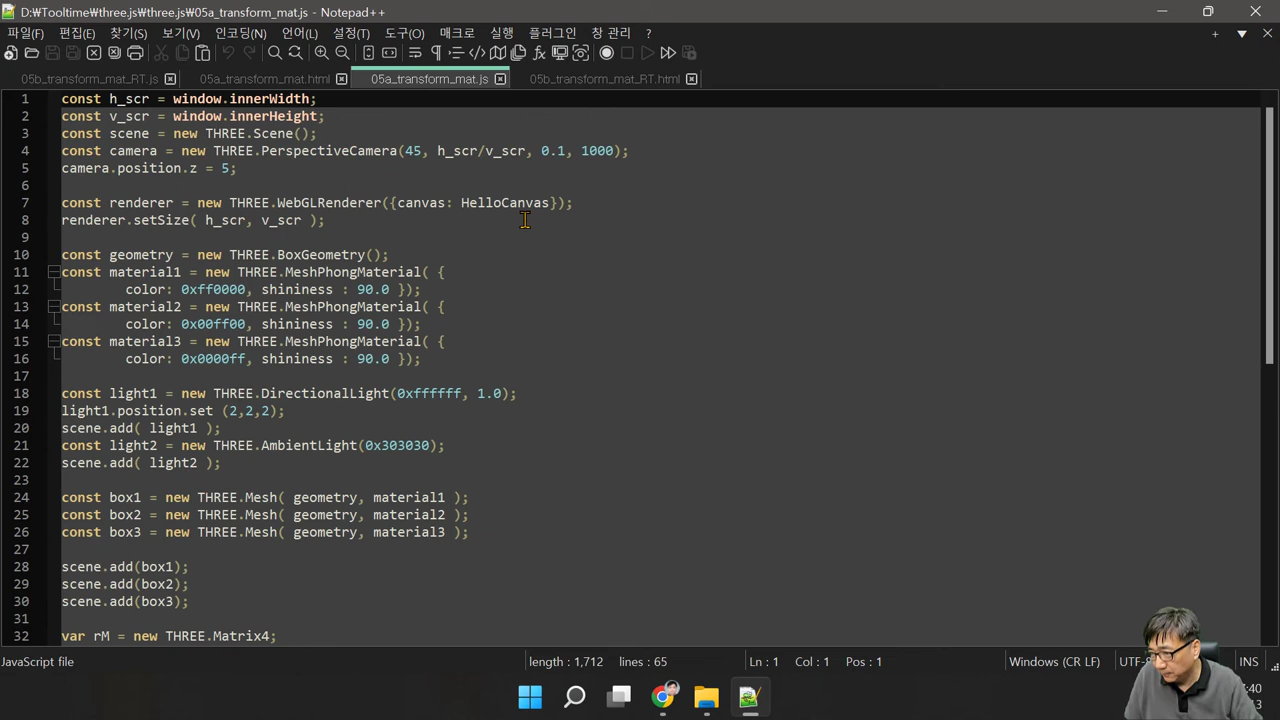 D:₩Tooltime₩three.js₩three.js₩05a_transform_mat.js - Notepad++
파일(F) 편집(E) 찾기(S) 보기(V) 인코딩(N) 언어(L) 설정(T) 도구(O) 매크로 실행 플러그인 창 관리 ?
05b_transform_mat_RT.js 05a_transform_mat.html 05a_transform_mat.js 05b_transform_mat_RT.html
1 const h_scr = window.innerWidth;
2 const v_scr = window.innerHeight;
3 const scene = new THREE.Scene();
4 const camera = new THREE.PerspectiveCamera(45, h_scr/v_scr, 0.1, 1000);
5 camera.position.z = 5;
6
7 const renderer = new THREE.WebGLRenderer({canvas: HelloCanvas});
8 renderer.setSize( h_scr, v_scr );
9
10 const geometry = new THREE.BoxGeometry();
11 const material1 = new THREE.MeshPhongMaterial( {
12 color: 0xff0000, shininess : 90.0 });
13 const material2 = new THREE.MeshPhongMaterial( {
14 color: 0x00ff00, shininess : 90.0 });
15 const material3 = new THREE.MeshPhongMaterial( {
16 color: 0x0000ff, shininess : 90.0 });
17
18 const light1 = new THREE.DirectionalLight(0xffffff, 1.0);
19 light1.position.set (2,2,2);
20 scene.add( light1 );
21 const light2 = new THREE.AmbientLight(0x303030);
22 scene.add( light2 );
23
24 const box1 = new THREE.Mesh( geometry, material1 );
25 const box2 = new THREE.Mesh( geometry, material2 );
26 const box3 = new THREE.Mesh( geometry, material3 );
27
28 scene.add(box1);
29 scene.add(box2);
30 scene.add(box3);
31
32 var rM = new THREE.Matrix4;
JavaScript file length : 1,712 lines : 65 Ln : 1 Col : 1 Pos : 1 Windows (CR LF) INS